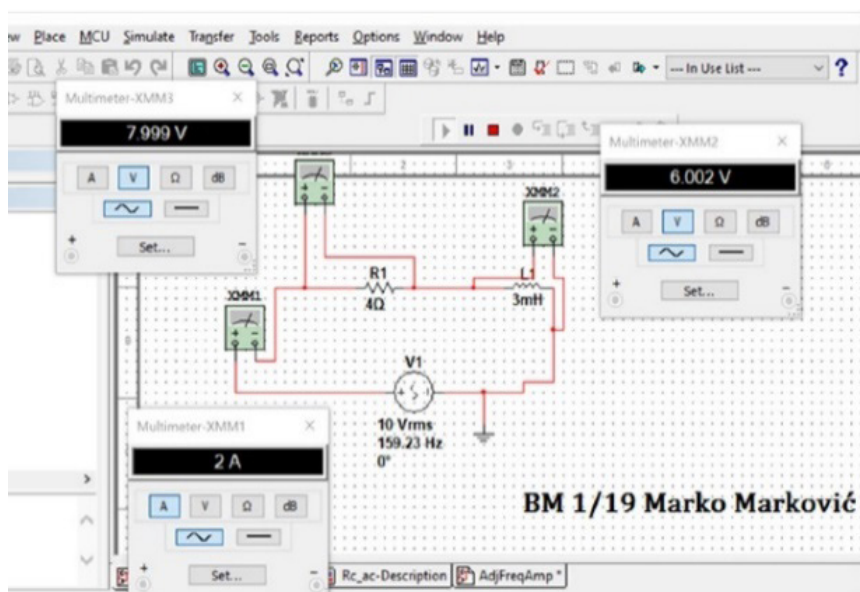 Place MCU Simulate Transfer Tools Reports Options Window Help
--- In Use List ---
Multimeter-XMM3
7.999 V
A V Ω dB
Set...
+ -
Multimeter-XMM2
6.002 V
A V Ω dB
Set...
+ -
XMM2
R1
4Ω
L1
3mH
XMM1
V1
10 Vrms
159.23 Hz
0°
Multimeter-XMM1
2 A
A V Ω dB
Set...
+ -
BM 1/19 Marko Marković
Rc_ac-Description AdjFreqAmp *